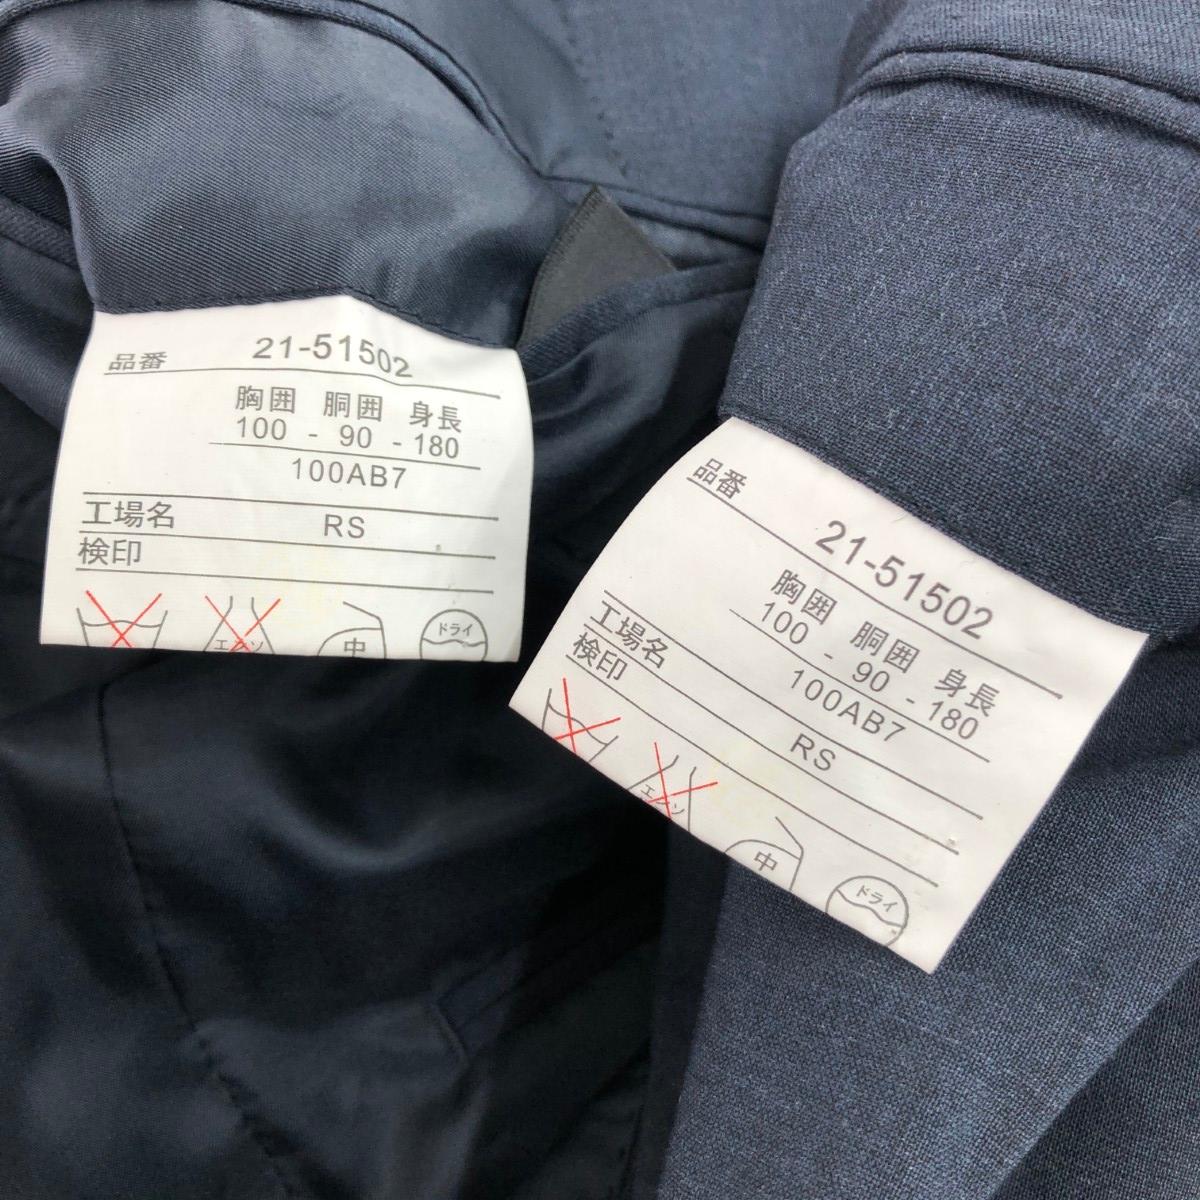 品番 21-51502
胸囲 胴囲 身長
100 - 90 - 180
100AB7
工場名 RS
検印
エンソ
中
ドライ
品番 21-51502
胸囲 胴囲 身長
100 - 90 - 180
100AB7
工場名 RS
検印
エンソ
中
ドライ